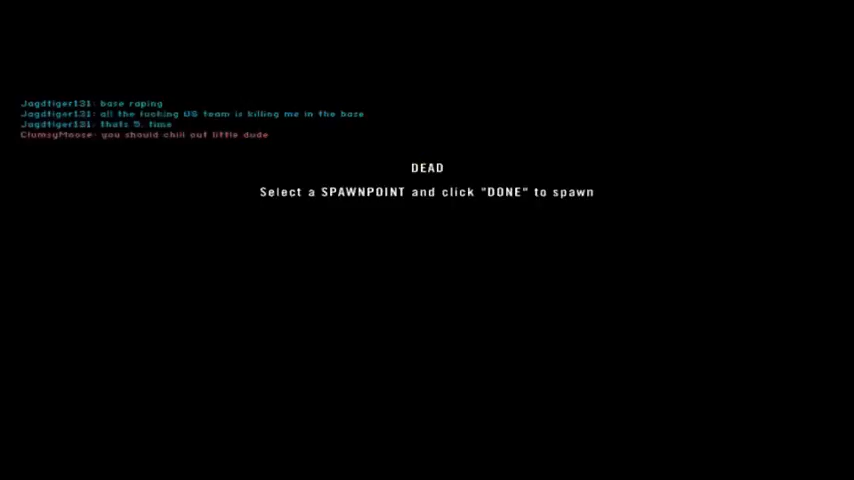 Jagdtiger131: base raping
Jagdtiger131: all the fucking US team is killing me in the base
Jagdtiger131: thats 5. time
ClumsyMoose: you should chill out little dude
DEAD
Select a SPAWNPOINT and click "DONE" to spawn